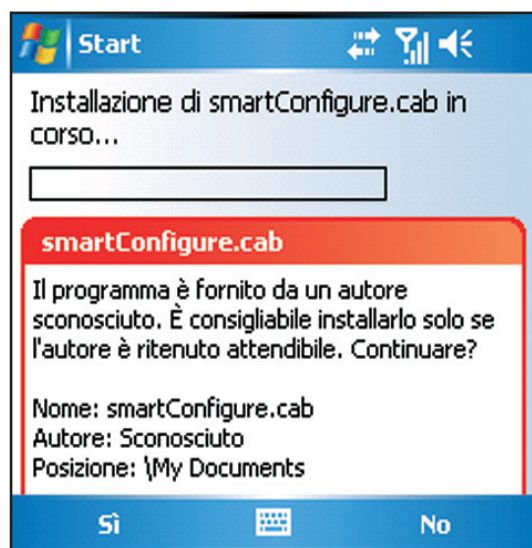 Start
Installazione di smartConfigure.cab in
corso...
smartConfigure.cab
Il programma è fornito da un autore
sconosciuto. È consigliabile installarlo solo se
l'autore è ritenuto attendibile. Continuare?
Nome: smartConfigure.cab
Autore: Sconosciuto
Posizione: \My Documents
Sì
No